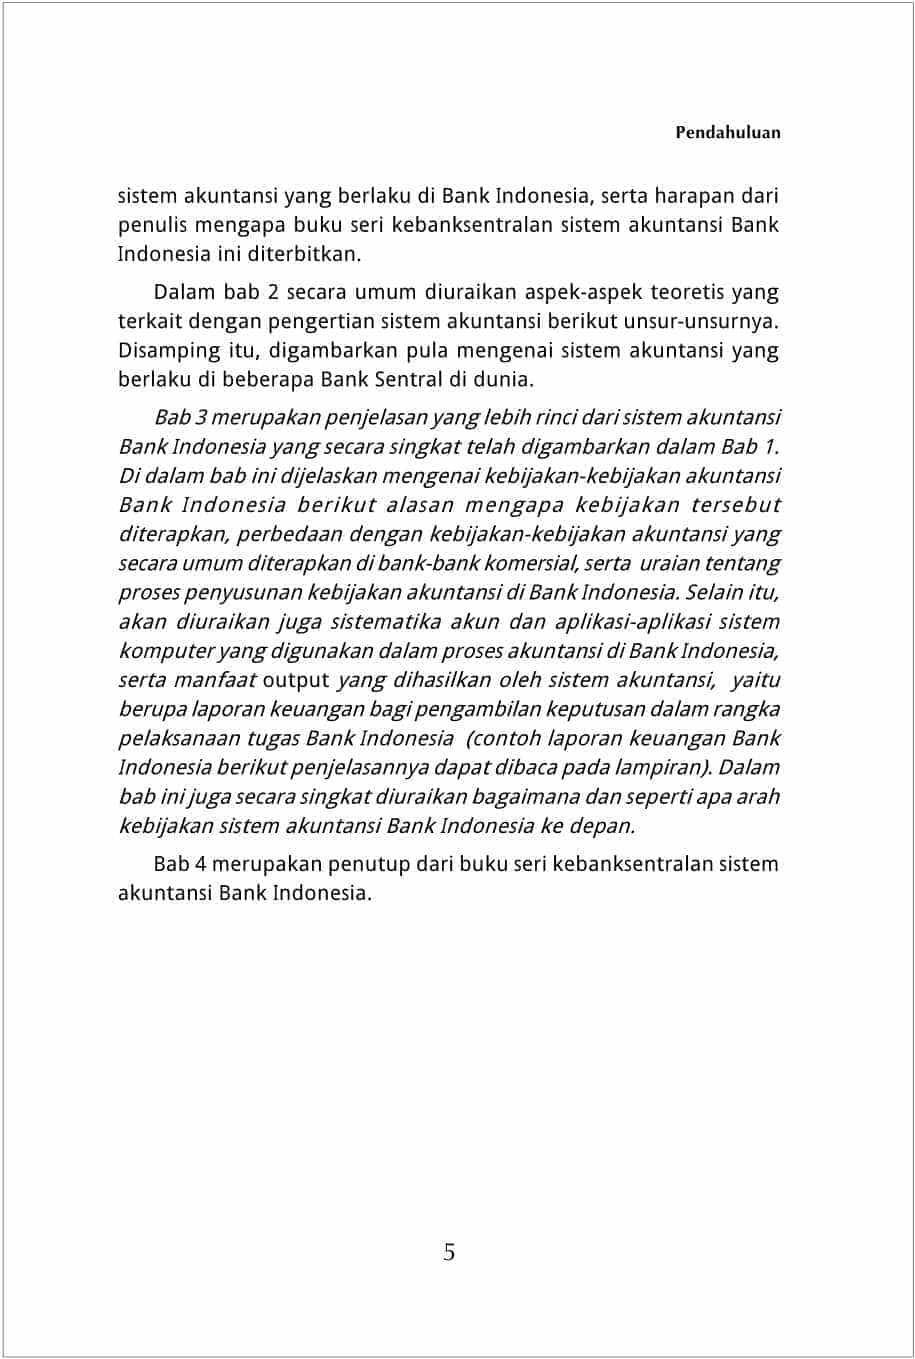 Pendahuluan
sistem akuntansi yang berlaku di Bank Indonesia, serta harapan dari
penulis mengapa buku seri kebanksentralan sistem akuntansi Bank
Indonesia ini diterbitkan.
Dalam bab 2 secara umum diuraikan aspek-aspek teoretis yang
terkait dengan pengertian sistem akuntansi berikut unsur-unsurnya.
Disamping itu, digambarkan pula mengenai sistem akuntansi yang
berlaku di beberapa Bank Sentral di dunia.
Bab 3 merupakan penjelasan yang lebih rinci dari sistem akuntansi
Bank Indonesia yang secara singkat telah digambarkan dalam Bab 1.
Di dalam bab ini dijelaskan mengenai kebijakan-kebijakan akuntansi
Bank Indonesia berikut alasan mengapa kebijakan tersebut
diterapkan, perbedaan dengan kebijakan-kebijakan akuntansi yang
secara umum diterapkan di bank-bank komersial, serta uraian tentang
proses penyusunan kebijakan akuntansi di Bank Indonesia. Selain itu,
akan diuraikan juga sistematika akun dan aplikasi-aplikasi sistem
komputer yang digunakan dalam proses akuntansi di Bank Indonesia,
serta manfaat output yang dihasilkan oleh sistem akuntansi, yaitu
berupa laporan keuangan bagi pengambilan keputusan dalam rangka
pelaksanaan tugas Bank Indonesia (contoh laporan keuangan Bank
Indonesia berikut penjelasannya dapat dibaca pada lampiran). Dalam
bab ini juga secara singkat diuraikan bagaimana dan seperti apa arah
kebijakan sistem akuntansi Bank Indonesia ke depan.
Bab 4 merupakan penutup dari buku seri kebanksentralan sistem
akuntansi Bank Indonesia.
5